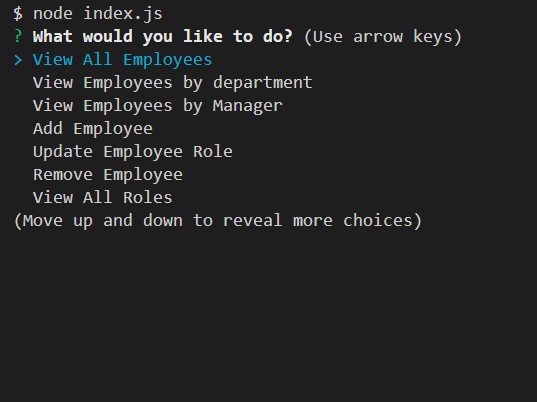 $ node index.js
? What would you like to do? (Use arrow keys)
> View All Employees
View Employees by department
View Employees by Manager
Add Employee
Update Employee Role
Remove Employee
View All Roles
(Move up and down to reveal more choices)